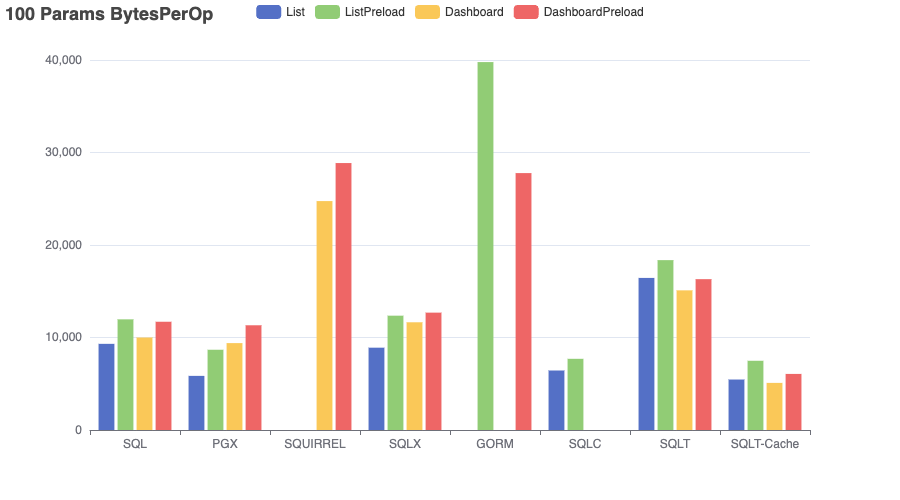 100 Params BytesPerOp
List ListPreload Dashboard DashboardPreload
40,000
30,000
20,000
10,000
0
SQL PGX SQUIRREL SQLX GORM SQLC SQLT SQLT-Cache